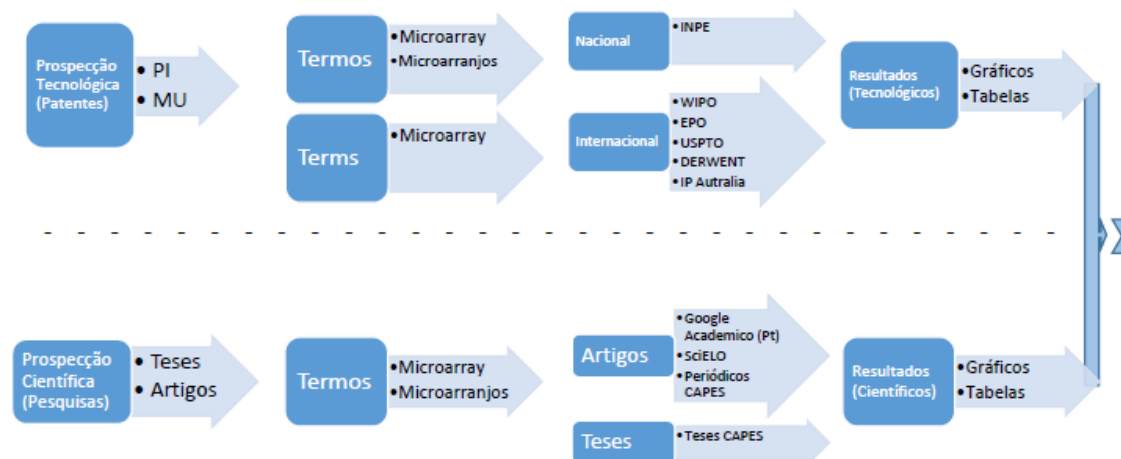 Prospecção
Tecnológica
(Patentes)
• PI
• MU
Termos
•Microarray
•Microarranjos
Terms
•Microarray
Nacional
•INPE
Internacional
•WIPO
•EPO
•USPTO
•DERWENT
•IP Autralia
Resultados
(Tecnológicos)
•Gráficos
•Tabelas
Prospecção
Científica
(Pesquisas)
• Teses
• Artigos
Termos
•Microarray
•Microarranjos
Artigos
•Google
Academico (Pt)
•SciELO
•Periódicos
CAPES
Teses
•Teses CAPES
Resultados
(Científicos)
•Gráficos
•Tabelas